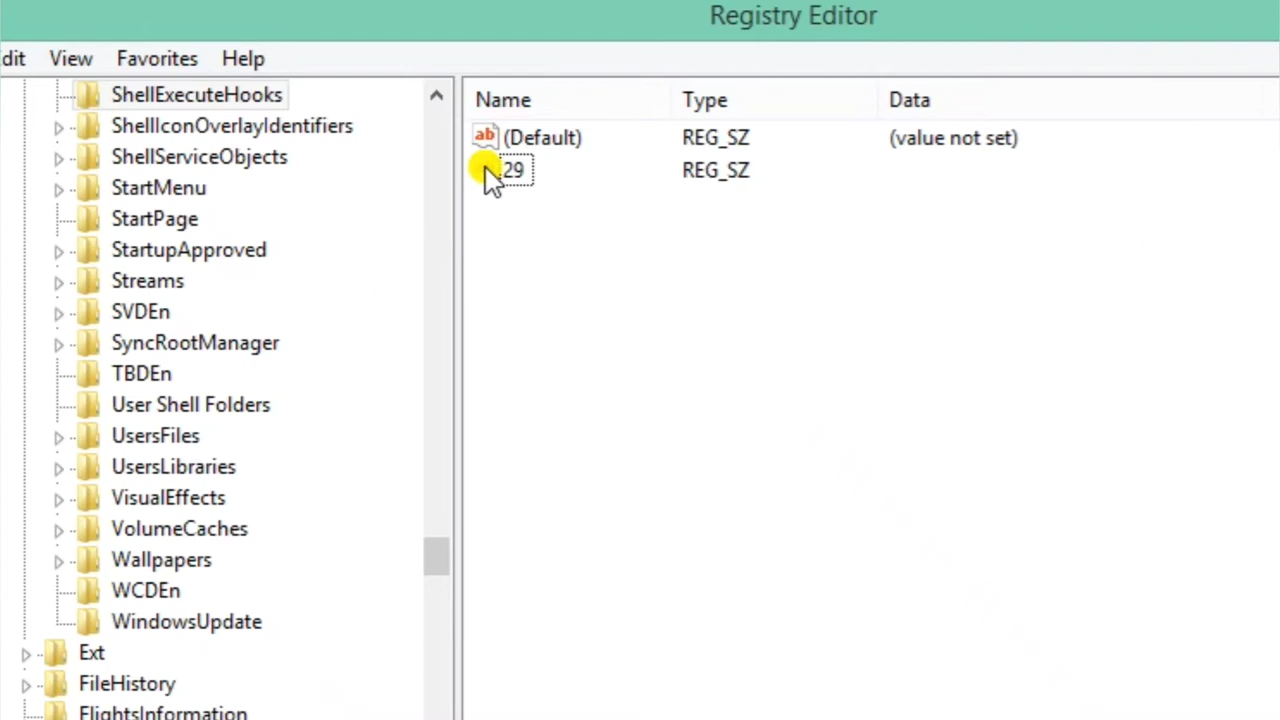 Registry Editor
dit View Favorites Help
ShellExecuteHooks
ShellIconOverlayIdentifiers
ShellServiceObjects
StartMenu
StartPage
StartupApproved
Streams
SVDEn
SyncRootManager
TBDEn
User Shell Folders
UsersFiles
UsersLibraries
VisualEffects
VolumeCaches
Wallpapers
WCDEn
WindowsUpdate
Ext
FileHistory
FlightsInformation
Name Type Data
ab (Default) REG_SZ (value not set)
29 REG_SZ